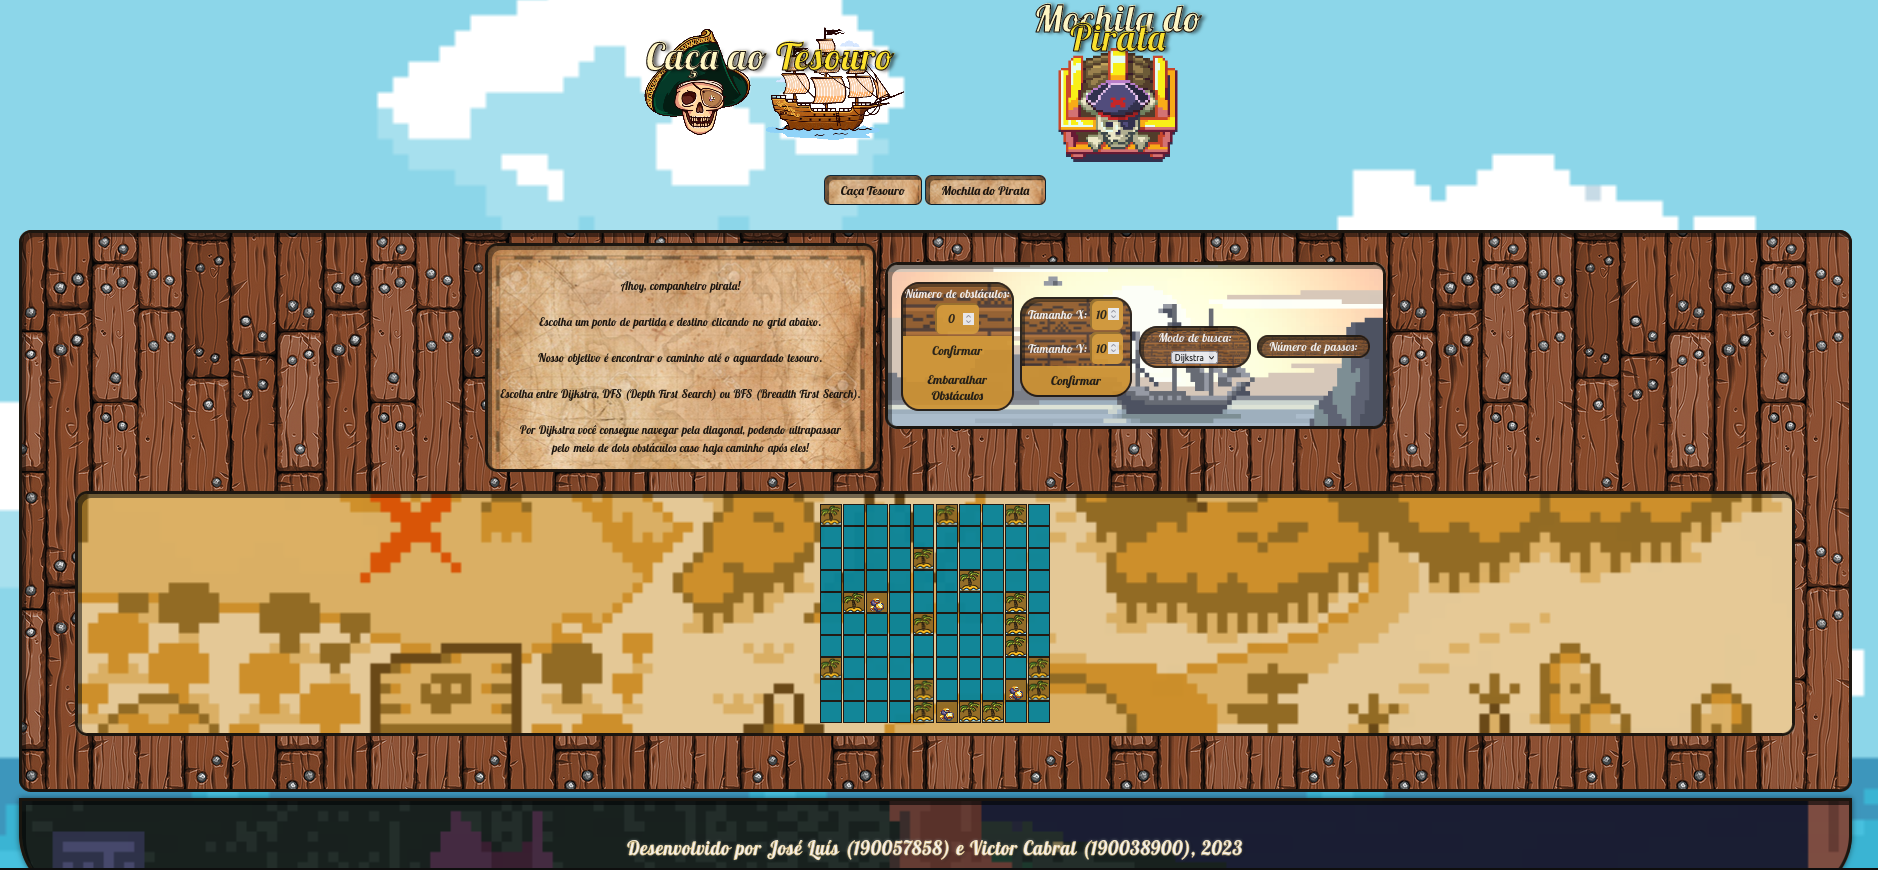 Caça ao Tesouro
Mochila do
Pirata
Caça Tesouro
Mochila do Pirata
Ahoy, companheiro pirata!
Escolha um ponto de partida e destino clicando no grid abaixo.
Nosso objetivo é encontrar o caminho até o aguardado tesouro.
Escolha entre Dijkstra, DFS (Depth First Search) ou BFS (Breadth First Search).
Por Dijkstra você consegue navegar pela diagonal, podendo ultrapassar
pelo meio de dois obstáculos caso haja caminho após eles!
Número de obstáculos:
0
Confirmar
Embaralhar
Obstáculos
Tamanho X: 10
Tamanho Y: 10
Confirmar
Modo de busca:
Dijkstra
Número de passos:
Desenvolvido por José Luís (190057858) e Victor Cabral (190038900), 2023